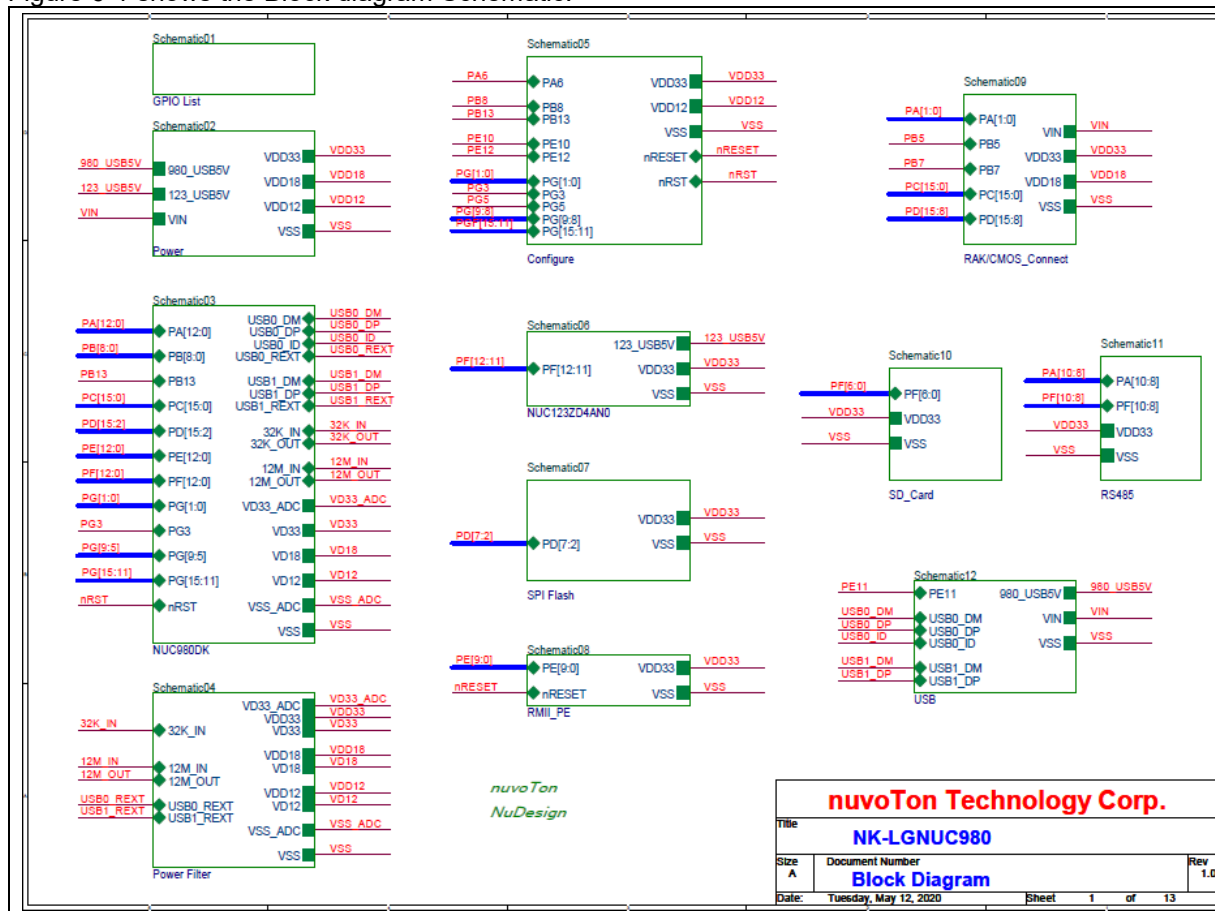 shows the Block diagram Schematic.
Schematic01
GPIO List
Schematic02
980_USB5V 980_USB5V VDD33 VDD33
123_USB5V 123_USB5V VDD18 VDD18
VIN VIN VDD12 VDD12
VSS VSS
Power
Schematic03
PA[12:0] PA[12:0] USB0_DM USB0_DM
USB0_DP USB0_DP
USB0_ID USB0_ID
PB[8:0] PB[8:0] USB0_REXT USB0_REXT
PB13 PB13 USB1_DM USB1_DM
USB1_DP USB1_DP
PC[15:0] PC[15:0] USB1_REXT USB1_REXT
PD[15:2] PD[15:2] 32K_IN 32K_IN
32K_OUT 32K_OUT
PE[12:0] PE[12:0]
PF[12:0] PF[12:0] 12M_IN 12M_IN
12M_OUT 12M_OUT
PG[1:0] PG[1:0] VD33_ADC VD33_ADC
PG3 PG3 VD33 VD33
PG[9:5] PG[9:5] VD18 VD18
PG[15:11] PG[15:11] VD12 VD12
nRST nRST VSS_ADC VSS_ADC
VSS VSS
NUC980DK
Schematic04
VD33_ADC VD33_ADC
VDD33 VDD33
32K_IN 32K_IN VD33 VD33
VDD18 VDD18
12M_IN 12M_IN VD18 VD18
12M_OUT 12M_OUT
VDD12 VDD12
USB0_REXT USB0_REXT VD12 VD12
USB1_REXT USB1_REXT
VSS_ADC VSS_ADC
VSS VSS
Power Filter
Schematic05
PA6 PA6 VDD33 VDD33
PB8 PB8 VDD12 VDD12
PB13 PB13
VSS VSS
PE10 PE10
PE12 PE12 nRESET nRESET
PG[1:0] PG[1:0] nRST nRST
PG3 PG3
PG5 PG5
PG[9:8] PG[9:8]
PGP[15:11] PG[15:11]
Configure
Schematic06
123_USB5V 123_USB5V
PF[12:11] PF[12:11] VDD33 VDD33
VSS VSS
NUC123ZD4AN0
Schematic07
VDD33 VDD33
PD[7:2] PD[7:2] VSS VSS
SPI Flash
Schematic08
PE[9:0] PE[9:0] VDD33 VDD33
nRESET nRESET VSS VSS
RMII_PE
nuvoTon
NuDesign
Schematic09
PA[1:0] PA[1:0] VIN VIN
PB5 PB5 VDD33 VDD33
PB7 PB7 VDD18 VDD18
PC[15:0] PC[15:0] VSS VSS
PD[15:8] PD[15:8]
RAK/CMOS_Connect
Schematic10
PF[6:0] PF[6:0]
VDD33 VDD33
VSS VSS
SD_Card
Schematic11
PA[10:8] PA[10:8]
PF[10:8] PF[10:8]
VDD33 VDD33
VSS VSS
RS485
Schematic12
PE11 PE11 980_USB5V 980_USB5V
USB0_DM USB0_DM VIN VIN
USB0_DP USB0_DP
USB0_ID USB0_ID VSS VSS
USB1_DM USB1_DM
USB1_DP USB1_DP
USB
nuvoTon Technology Corp.
Title
NK-LGNUC980
Size Document Number Rev
A Block Diagram 1.0
Date: Tuesday, May 12, 2020 Sheet 1 of 13